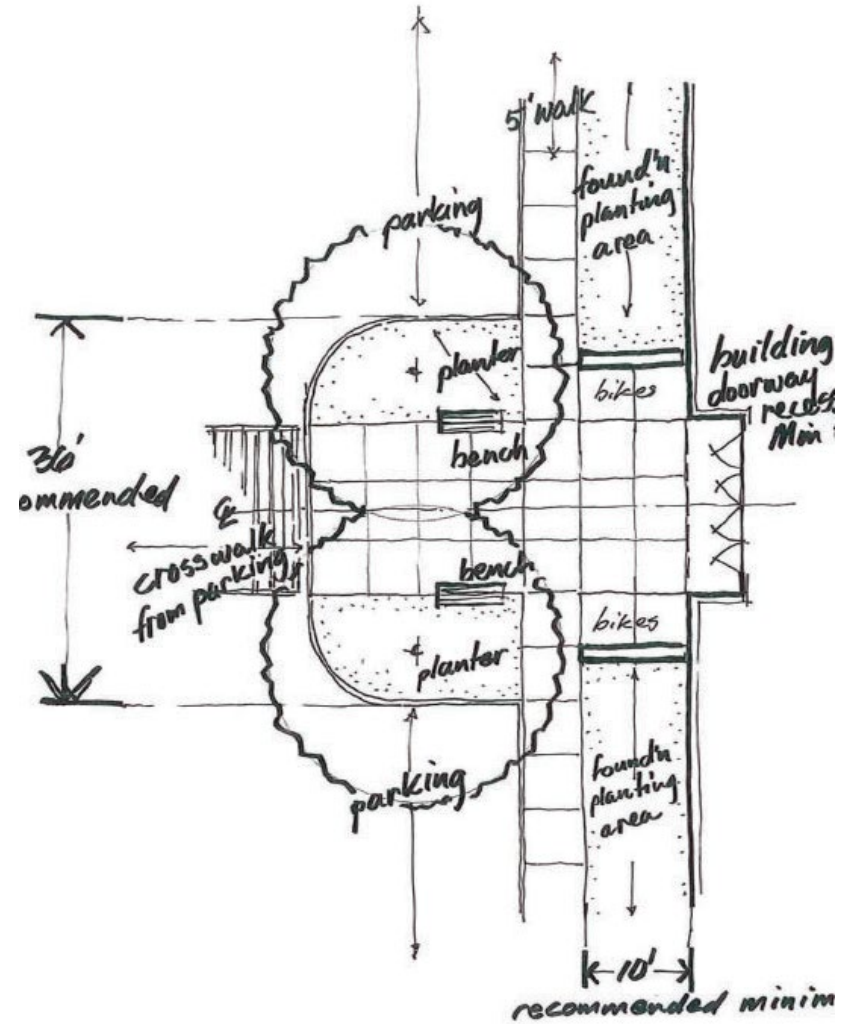 5' walk
found'n
planting
area
parking
planter
building
doorway
recess
Min
bikes
36'
ommended
bench
℄
crosswalk
from parking
bench
bikes
planter
found'n
planting
area
parking
10'
recommended minim